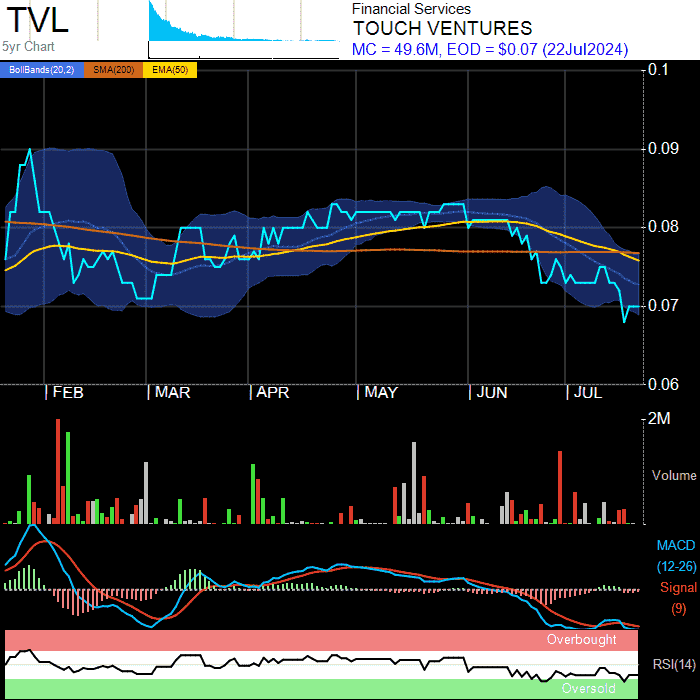 TVL
5yr Chart
Financial Services
TOUCH VENTURES
MC = 49.6M, EOD = $0.07 (22Jul2024)
BollBands(20,2) SMA(200) EMA(50)
0.1
0.09
0.08
0.07
0.06
FEB MAR APR MAY JUN JUL
2M
Volume
MACD
(12-26)
Signal
(9)
Overbought
RSI(14)
Oversold